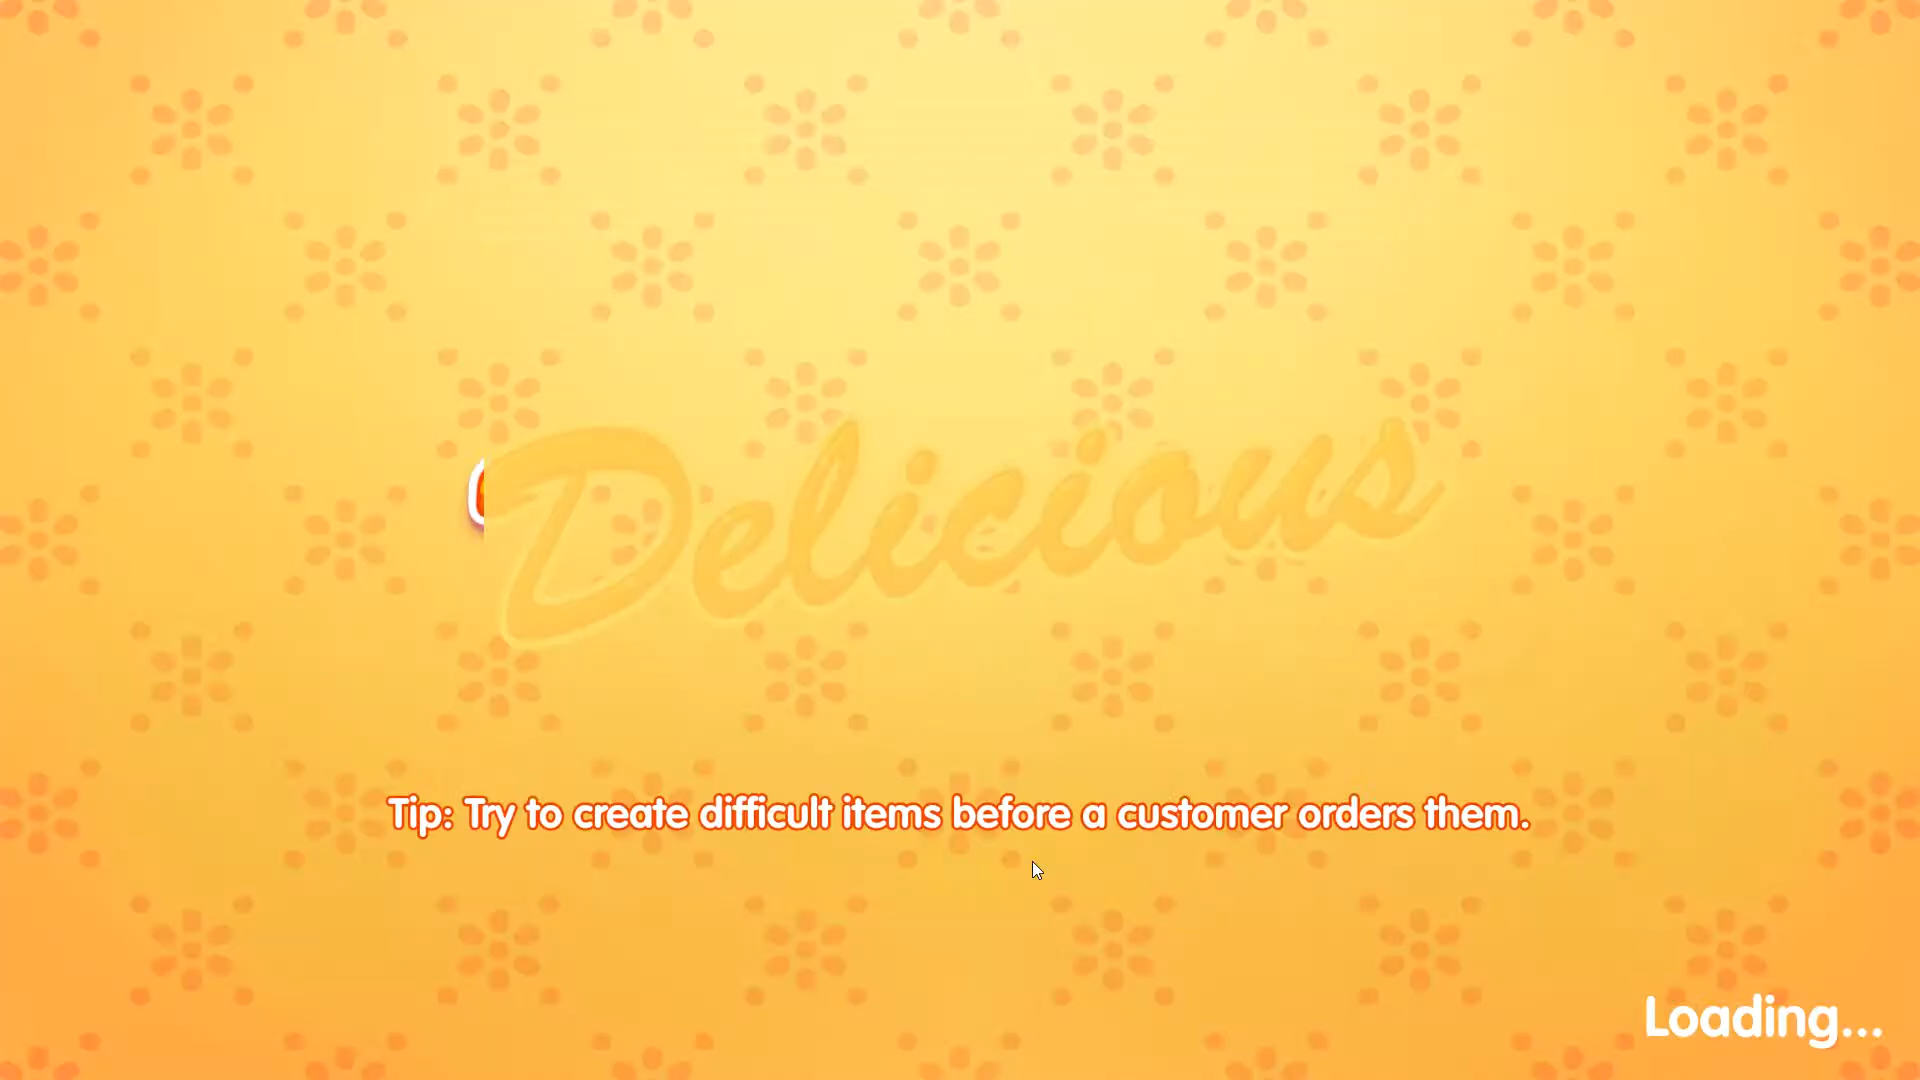 Delicious
Tip: Try to create difficult items before a customer orders them.
Loading...